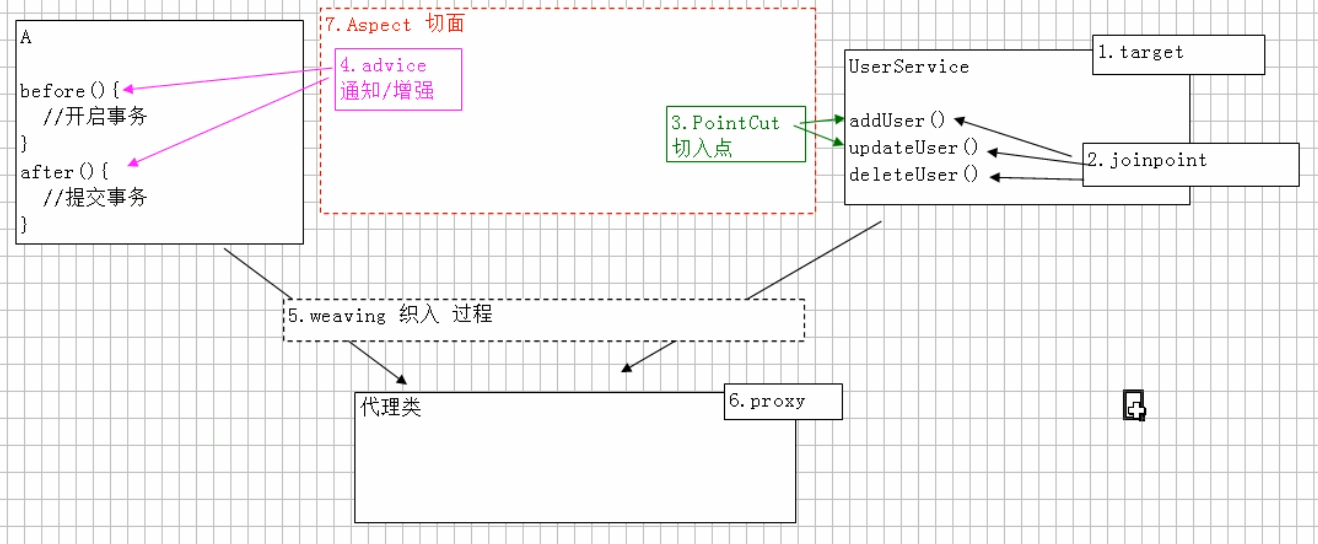 A
before(){
//开启事务
}
after(){
//提交事务
}
7.Aspect 切面
4.advice
通知/增强
3.PointCut
切入点
1.target
UserService
addUser()
updateUser()
deleteUser()
2.joinpoint
5.weaving 织入 过程
6.proxy
代理类